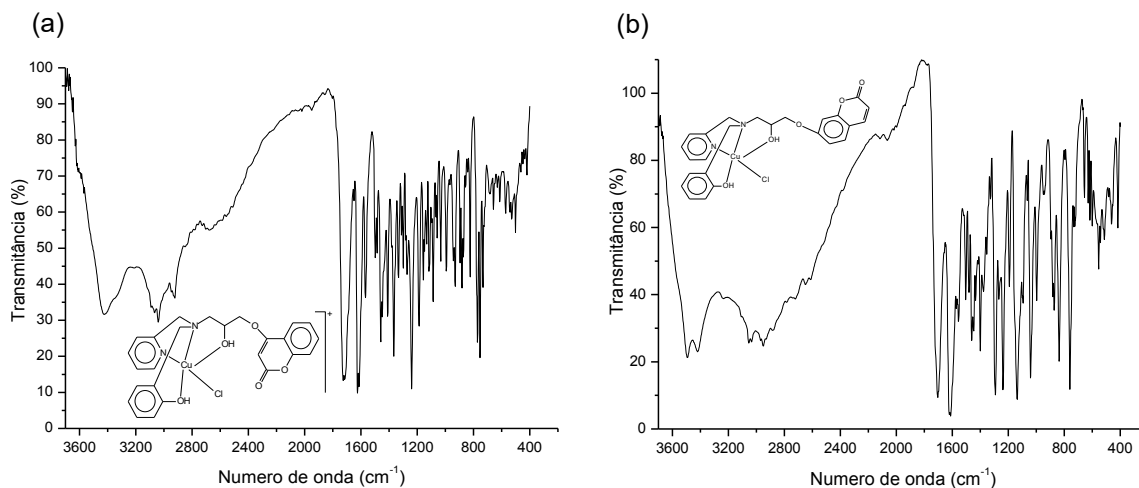 (a)
100
90
80
70
60
50
40
30
20
10
0
Transmitância (%)
3600
3200
2800
2400
2000
1600
1200
800
400
Numero de onda (cm⁻¹)
N
N
Cu
OH
OH
Cl
O
O
O
+
(b)
100
80
60
40
20
0
Transmitância (%)
3600
3200
2800
2400
2000
1600
1200
800
400
Numero de onda (cm⁻¹)
N
N
Cu
OH
OH
Cl
O
O
O